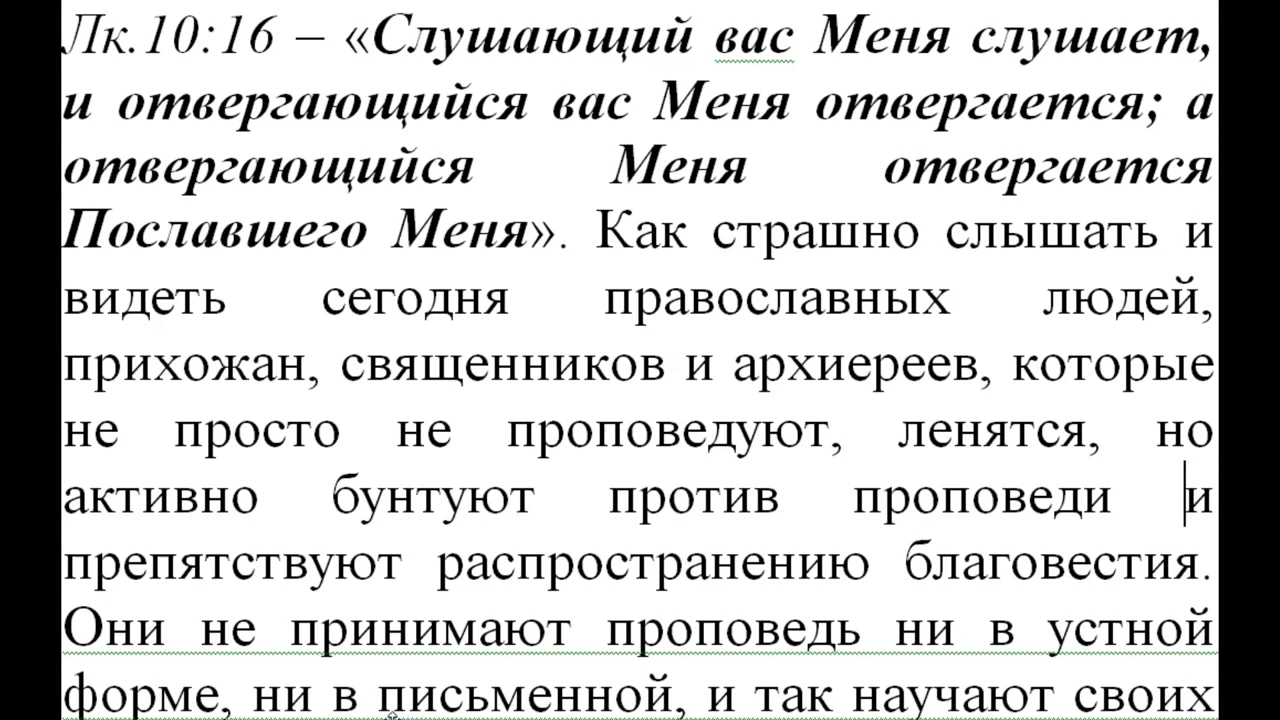 Лк.10:16 – «Слушающий вас Меня слушает,
и отвергающийся вас Меня отвергается; а
отвергающийся Меня отвергается
Пославшего Меня». Как страшно слышать и
видеть сегодня православных людей,
прихожан, священников и архиереев, которые
не просто не проповедуют, ленятся, но
активно бунтуют против проповеди и
препятствуют распространению благовестия.
Они не принимают проповедь ни в устной
форме, ни в письменной, и так научают своих